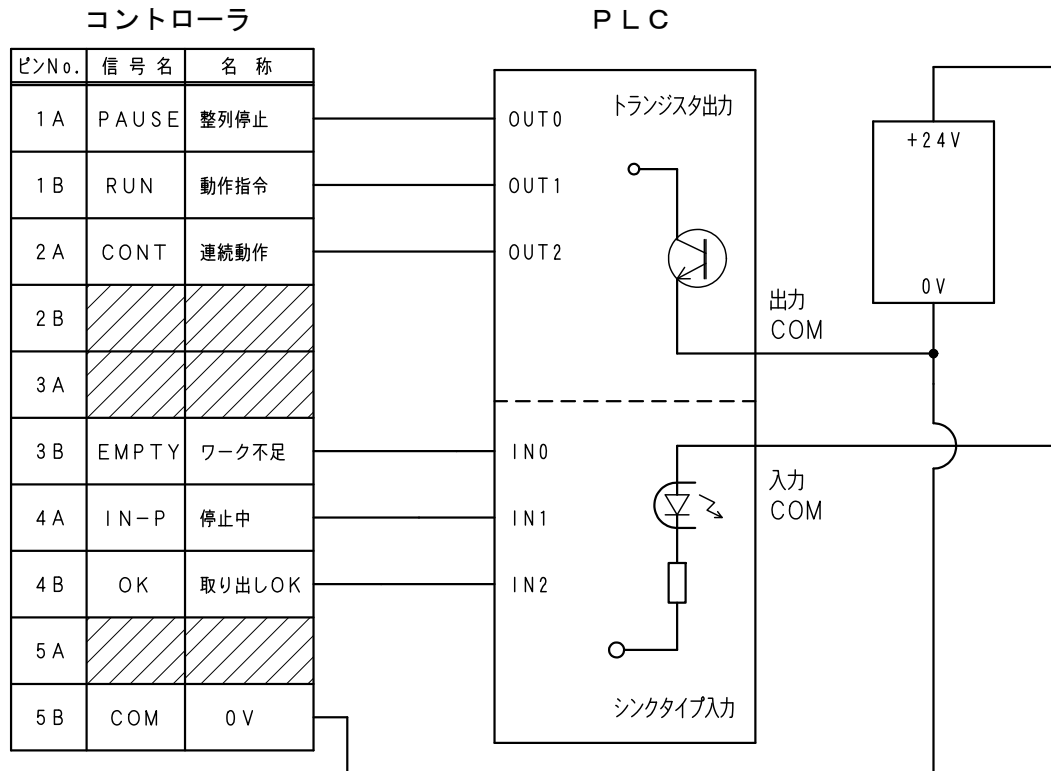 コントローラ
PLC
ピンNo. 信号名 名称
1A PAUSE 整列停止
1B RUN 動作指令
2A CONT 連続動作
2B
3A
3B EMPTY ワーク不足
4A IN-P 停止中
4B OK 取り出しOK
5A
5B COM 0V
トランジスタ出力
OUT0
OUT1
OUT2
出力
COM
IN0
IN1
IN2
入力
COM
シンクタイプ入力
+24V
0V